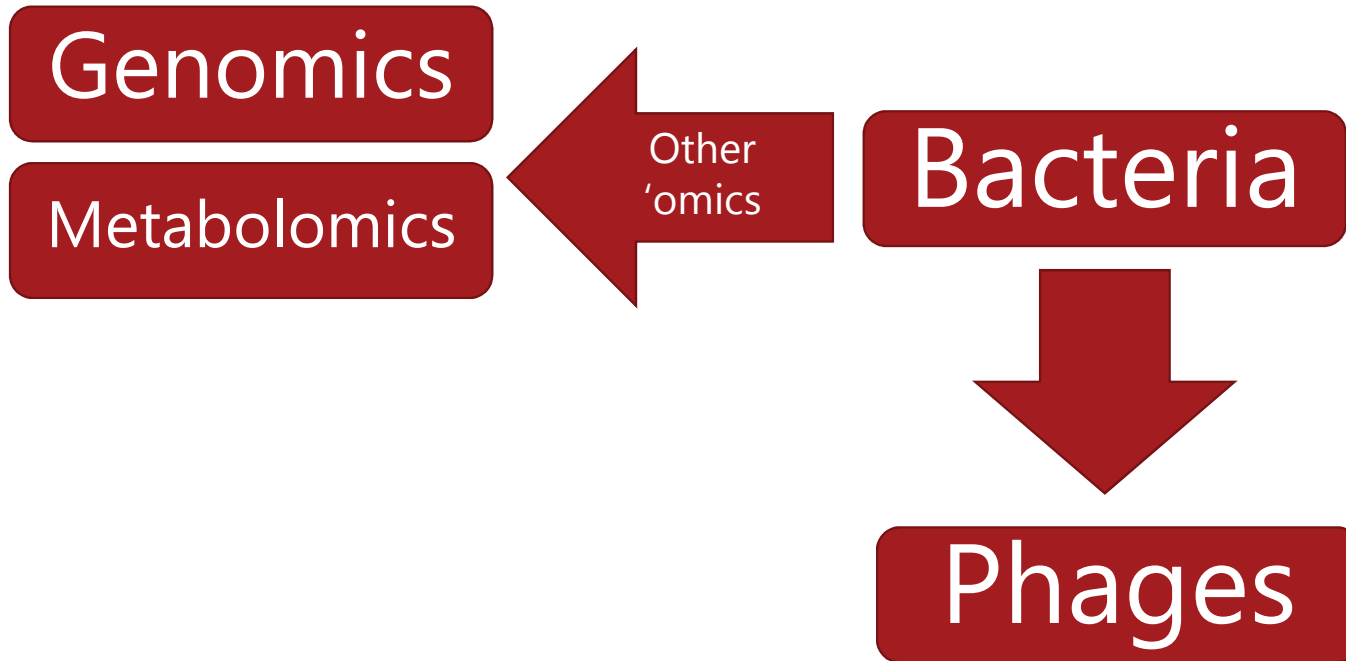 Genomics
Metabolomics
Other
‘omics
Bacteria
Phages